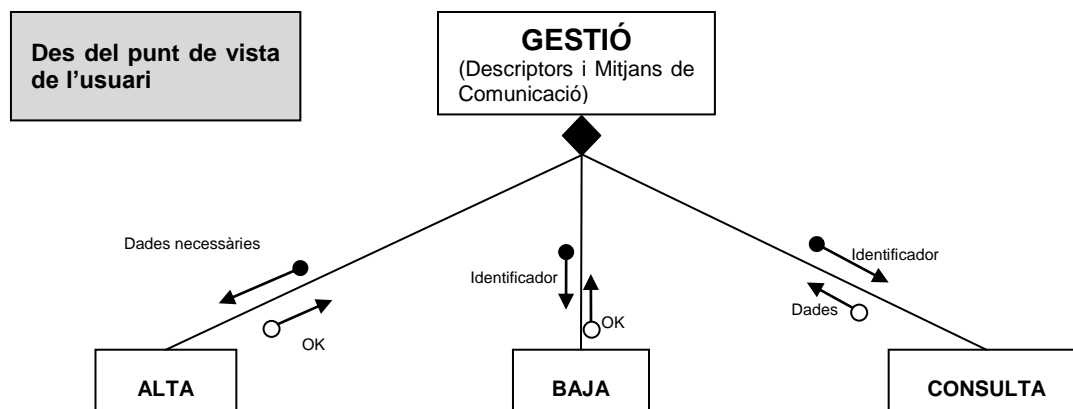 Des del punt de vista
de l'usuari
GESTIÓ
(Descriptors i Mitjans de
Comunicació)
Dades necessàries
OK
Identificador
OK
Identificador
Dades
ALTA
BAJA
CONSULTA